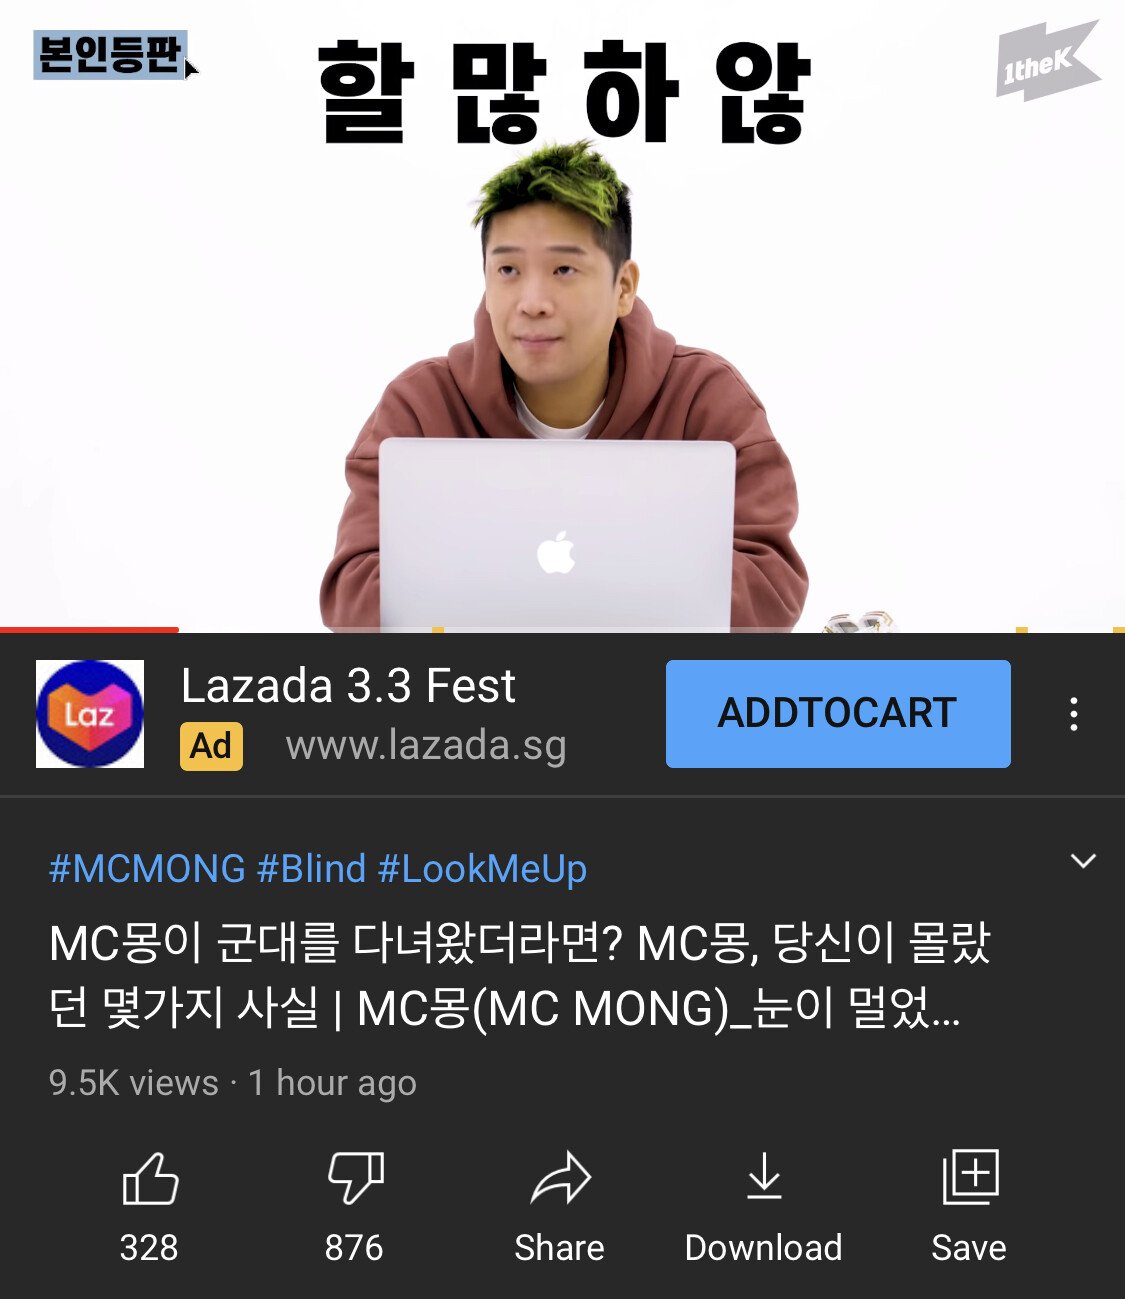 본인등판
할 많 하 않
1theK
Laz
Lazada 3.3 Fest
ADDTOCART
Ad
www.lazada.sg
#MCMONG #Blind #LookMeUp
MC몽이 군대를 다녀왔더라면? MC몽, 당신이 몰랐
던 몇가지 사실 | MC몽(MC MONG)_눈이 멀었...
9.5K views · 1 hour ago
328
876
Share
Download
Save